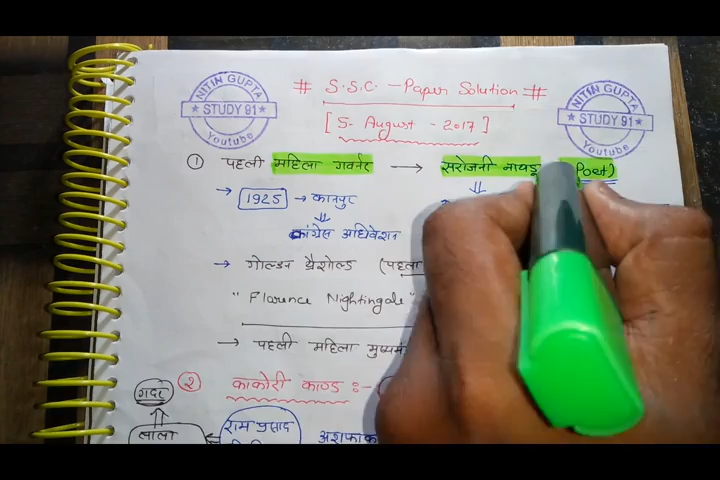 # S.S.C. - Paper Solution #
[5 - August - 2017]
NITIN GUPTA
STUDY 91
Youtube
NITIN GUPTA
STUDY 91
Youtube
① पहली महिला गवर्नर → सरोजनी नायडू (Poet)
→ 1925 → कानपुर
कांग्रेस अधिवेशन
→ गोल्डन थ्रैशोल्ड (पहला
"Florence Nightingale"
→ पहली महिला मुख्यमं
② काकोरी काण्ड :-
गदर
लाला
राम प्रसाद
अशफाक